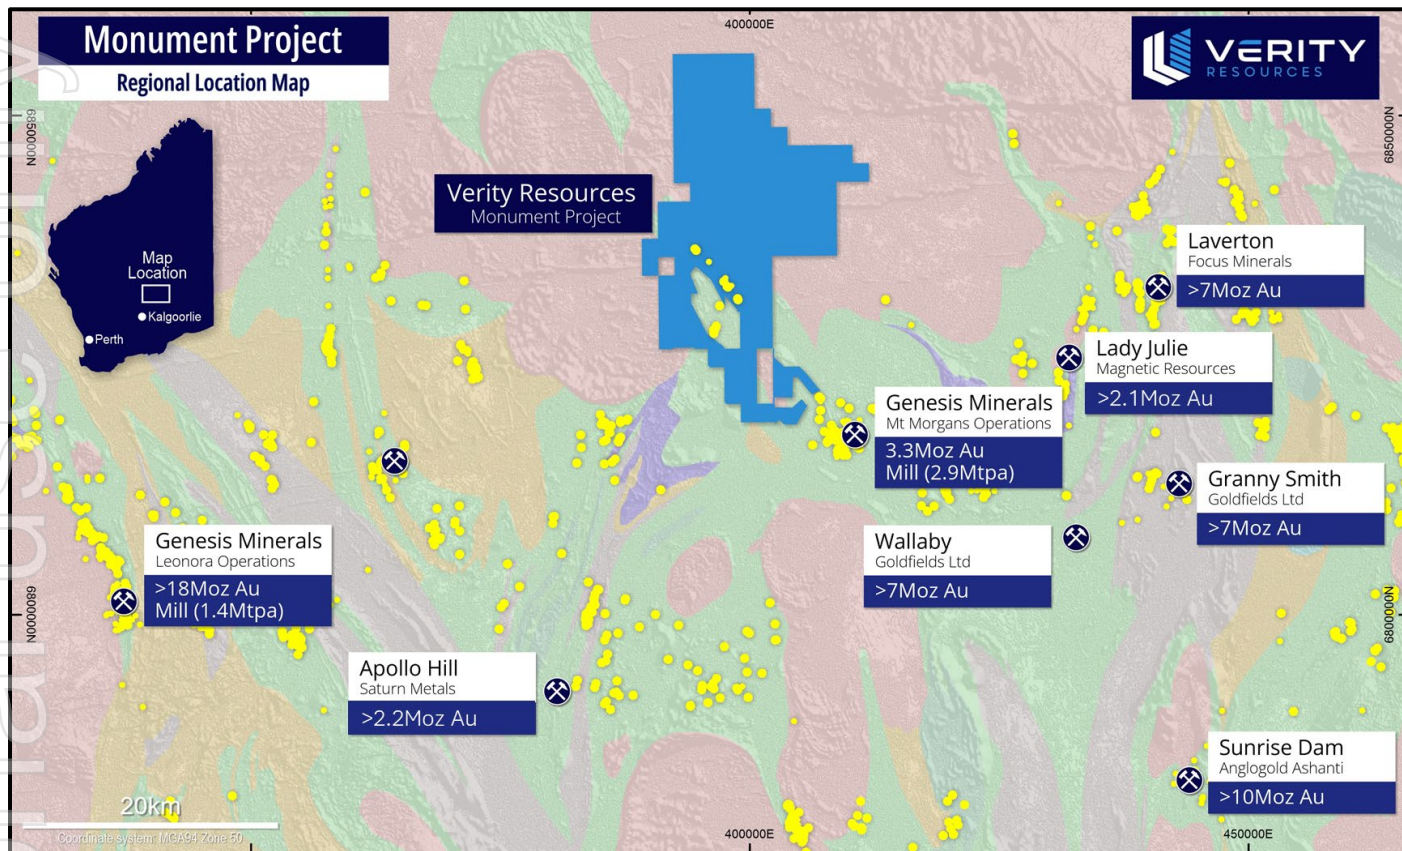 Monument Project
Regional Location Map
400000E
VERITY
RESOURCES
6850000N
6850000N
Verity Resources
Monument Project
Map
Location
Kalgoorlie
Perth
Laverton
Focus Minerals
>7Moz Au
Lady Julie
Magnetic Resources
>2.1Moz Au
Genesis Minerals
Mt Morgans Operations
3.3Moz Au
Mill (2.9Mtpa)
Granny Smith
Goldfields Ltd
>7Moz Au
Wallaby
Goldfields Ltd
>7Moz Au
Genesis Minerals
Leonora Operations
>18Moz Au
Mill (1.4Mtpa)
6800000N
6800000N
Apollo Hill
Saturn Metals
>2.2Moz Au
Sunrise Dam
Anglogold Ashanti
>10Moz Au
20km
Coordinate system: MGA94 Zone 50
400000E
450000E
only